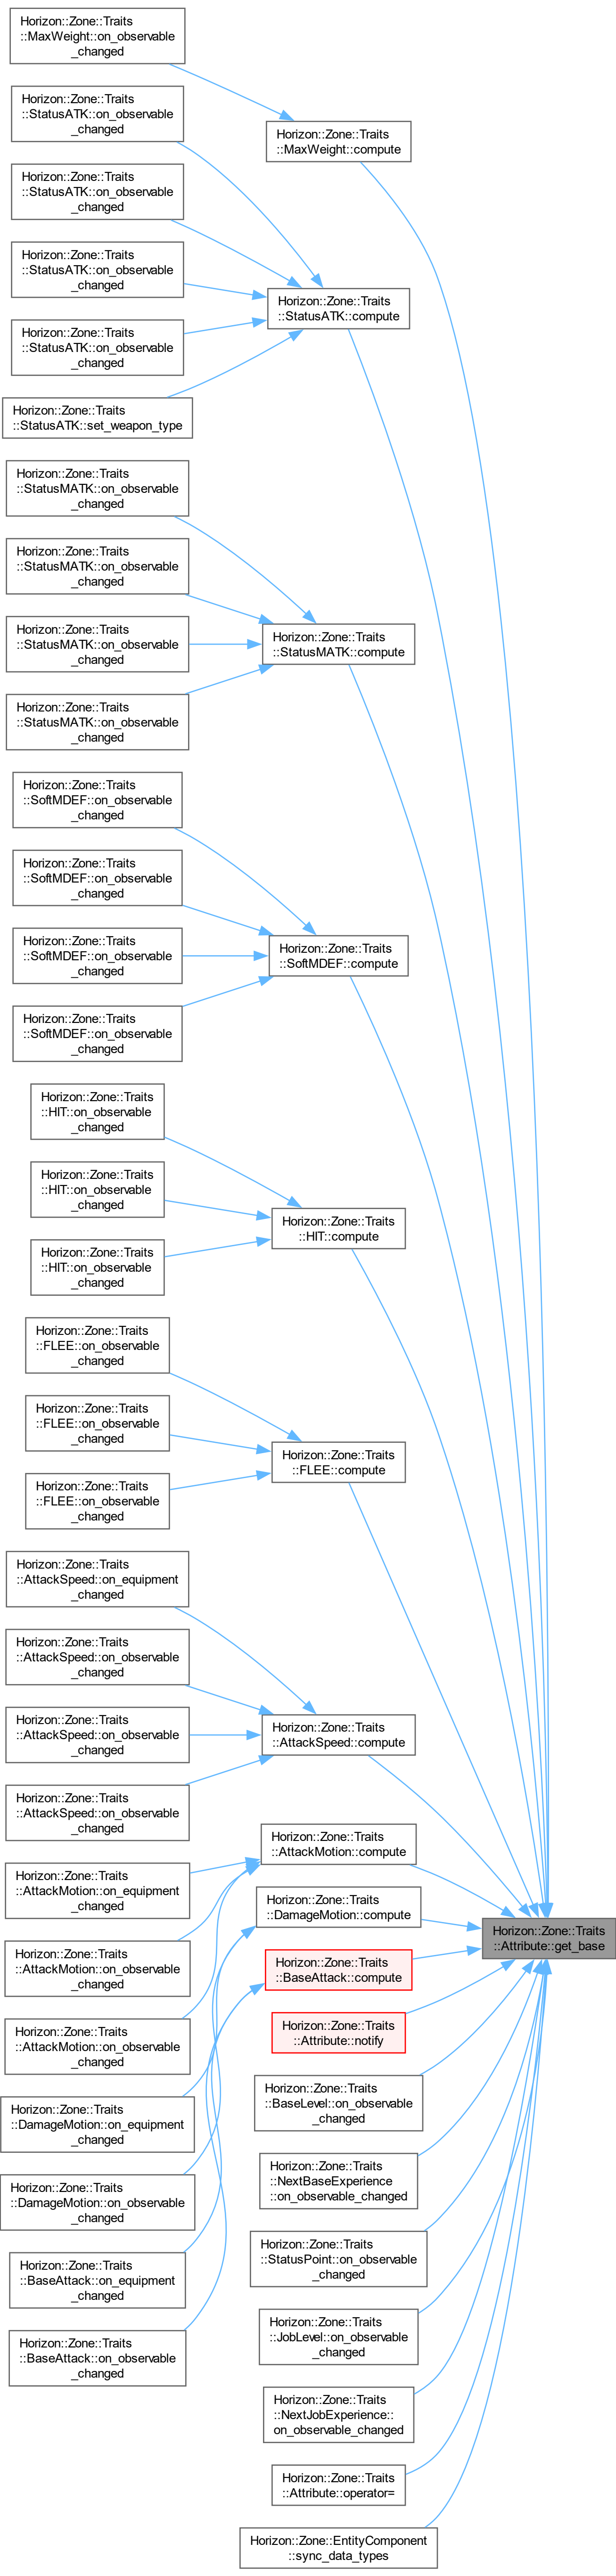 Horizon::Zone::Traits
::MaxWeight::on_observable
_changed
Horizon::Zone::Traits
::StatusATK::on_observable
_changed
Horizon::Zone::Traits
::MaxWeight::compute
Horizon::Zone::Traits
::StatusATK::on_observable
_changed
Horizon::Zone::Traits
::StatusATK::on_observable
_changed
Horizon::Zone::Traits
::StatusATK::compute
Horizon::Zone::Traits
::StatusATK::on_observable
_changed
Horizon::Zone::Traits
::StatusATK::set_weapon_type
Horizon::Zone::Traits
::StatusMATK::on_observable
_changed
Horizon::Zone::Traits
::StatusMATK::on_observable
_changed
Horizon::Zone::Traits
::StatusMATK::on_observable
_changed
Horizon::Zone::Traits
::StatusMATK::compute
Horizon::Zone::Traits
::StatusMATK::on_observable
_changed
Horizon::Zone::Traits
::SoftMDEF::on_observable
_changed
Horizon::Zone::Traits
::SoftMDEF::on_observable
_changed
Horizon::Zone::Traits
::SoftMDEF::on_observable
_changed
Horizon::Zone::Traits
::SoftMDEF::compute
Horizon::Zone::Traits
::SoftMDEF::on_observable
_changed
Horizon::Zone::Traits
::HIT::on_observable
_changed
Horizon::Zone::Traits
::HIT::on_observable
_changed
Horizon::Zone::Traits
::HIT::compute
Horizon::Zone::Traits
::HIT::on_observable
_changed
Horizon::Zone::Traits
::FLEE::on_observable
_changed
Horizon::Zone::Traits
::FLEE::on_observable
_changed
Horizon::Zone::Traits
::FLEE::compute
Horizon::Zone::Traits
::FLEE::on_observable
_changed
Horizon::Zone::Traits
::AttackSpeed::on_equipment
_changed
Horizon::Zone::Traits
::AttackSpeed::on_observable
_changed
Horizon::Zone::Traits
::AttackSpeed::on_observable
_changed
Horizon::Zone::Traits
::AttackSpeed::compute
Horizon::Zone::Traits
::AttackSpeed::on_observable
_changed
Horizon::Zone::Traits
::AttackMotion::compute
Horizon::Zone::Traits
::AttackMotion::on_equipment
_changed
Horizon::Zone::Traits
::DamageMotion::compute
Horizon::Zone::Traits
::Attribute::get_base
Horizon::Zone::Traits
::AttackMotion::on_observable
_changed
Horizon::Zone::Traits
::BaseAttack::compute
Horizon::Zone::Traits
::AttackMotion::on_observable
_changed
Horizon::Zone::Traits
::Attribute::notify
Horizon::Zone::Traits
::DamageMotion::on_equipment
_changed
Horizon::Zone::Traits
::BaseLevel::on_observable
_changed
Horizon::Zone::Traits
::DamageMotion::on_observable
_changed
Horizon::Zone::Traits
::NextBaseExperience
::on_observable_changed
Horizon::Zone::Traits
::BaseAttack::on_equipment
_changed
Horizon::Zone::Traits
::StatusPoint::on_observable
_changed
Horizon::Zone::Traits
::BaseAttack::on_observable
_changed
Horizon::Zone::Traits
::JobLevel::on_observable
_changed
Horizon::Zone::Traits
::NextJobExperience::
on_observable_changed
Horizon::Zone::Traits
::Attribute::operator=
Horizon::Zone::EntityComponent
::sync_data_types